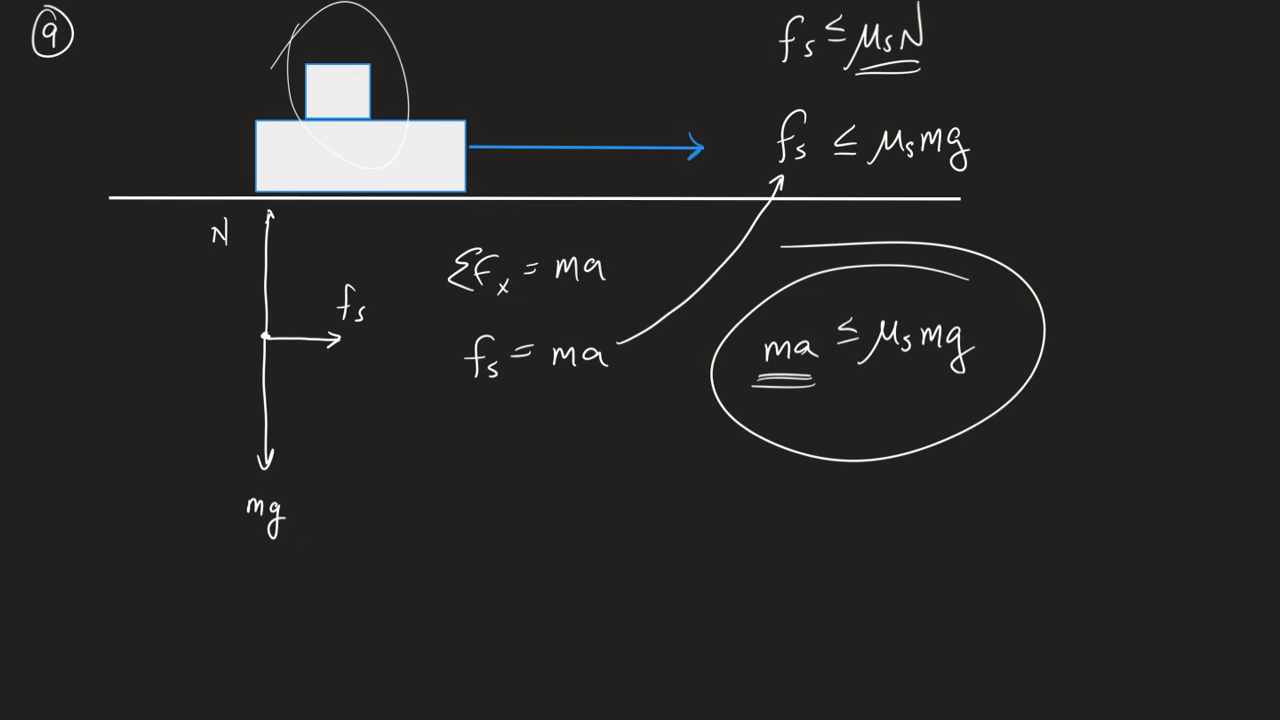 9
fs ≤ μsN
fs ≤ μsmg
N
fs
ΣFx = ma
fs = ma
ma ≤ μsmg
mg